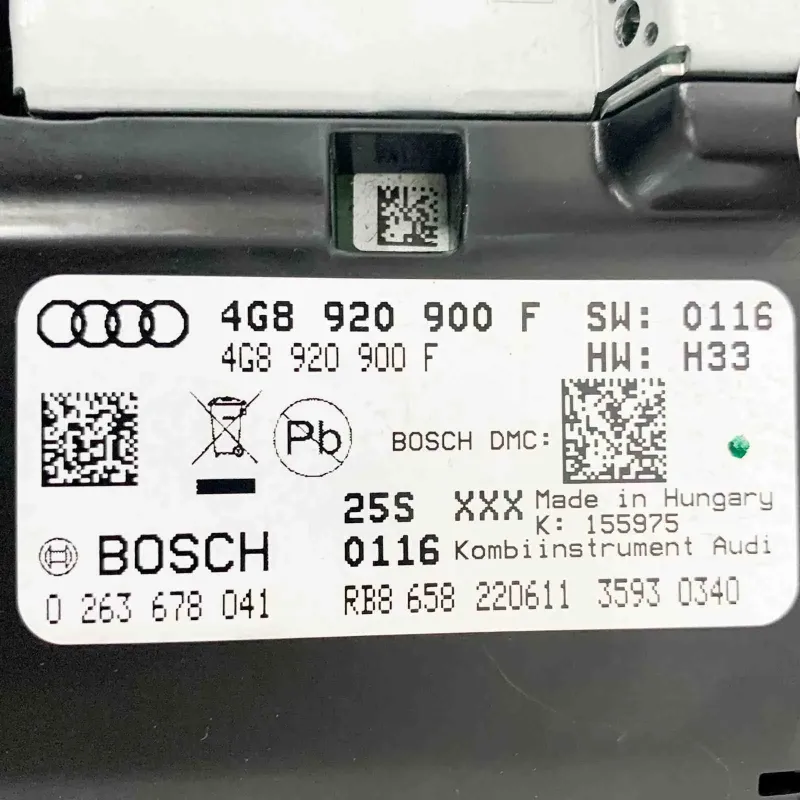 4G8 920 900 F SW: 0116
4G8 920 900 F HW: H33
Pb
BOSCH DMC:
25S XXX Made in Hungary
K: 155975
BOSCH 0116 Kombiinstrument Audi
0 263 678 041 RB8 658 220611 3593 0340